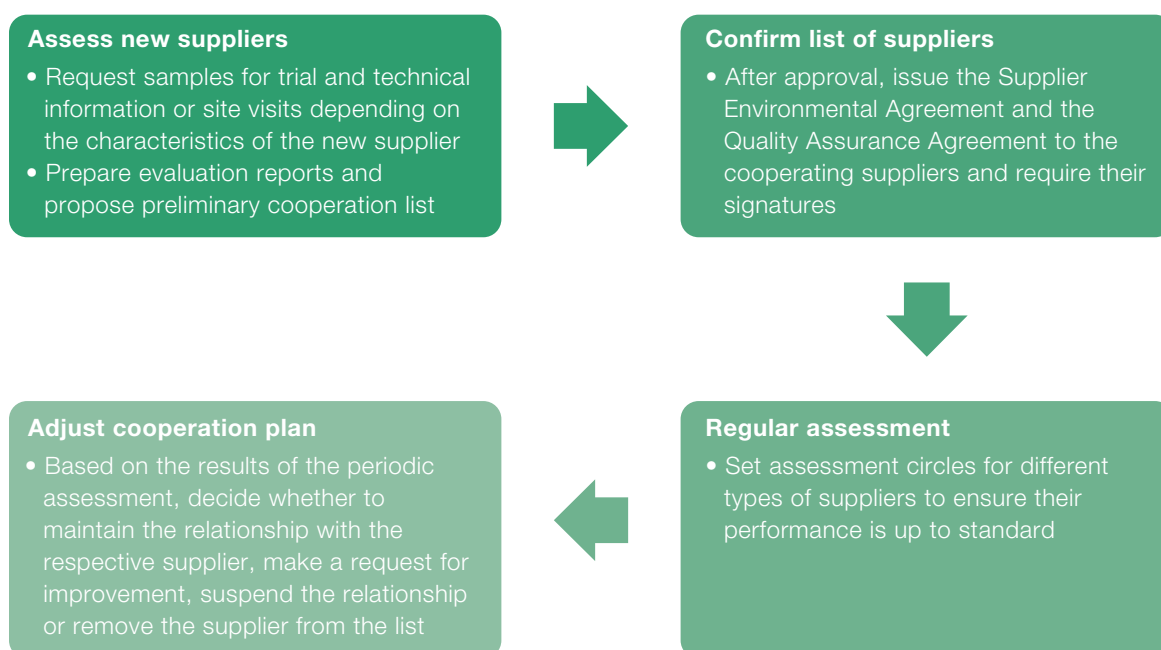 Assess new suppliers
• Request samples for trial and technical
information or site visits depending on
the characteristics of the new supplier
• Prepare evaluation reports and
propose preliminary cooperation list
Confirm list of suppliers
• After approval, issue the Supplier
Environmental Agreement and the
Quality Assurance Agreement to the
cooperating suppliers and require their
signatures
Regular assessment
• Set assessment circles for different
types of suppliers to ensure their
performance is up to standard
Adjust cooperation plan
• Based on the results of the periodic
assessment, decide whether to
maintain the relationship with the
respective supplier, make a request for
improvement, suspend the relationship
or remove the supplier from the list